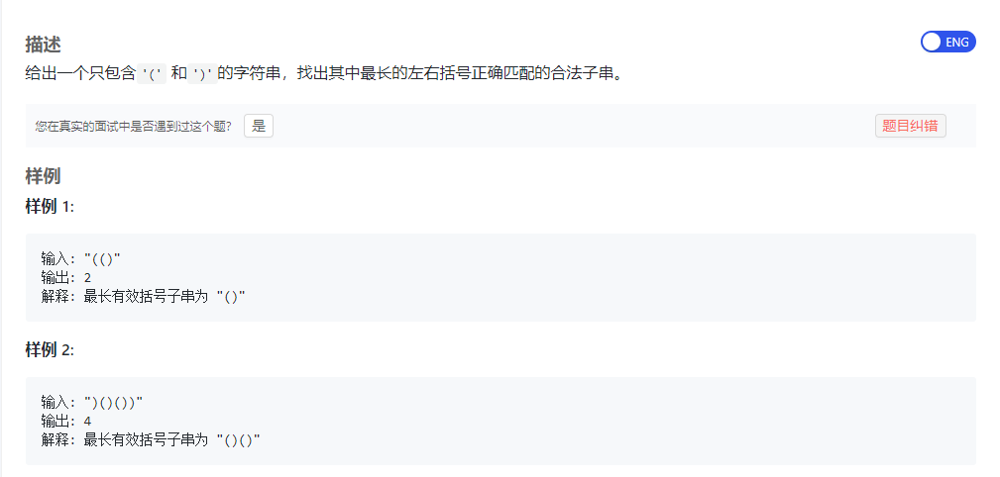 描述
ENG
给出一个只包含 '(' 和 ')' 的字符串，找出其中最长的左右括号正确匹配的合法子串。
您在真实的面试中是否遇到过这个题? 是
题目纠错
样例
样例 1:
输入: "(()"
输出: 2
解释: 最长有效括号子串为 "()"
样例 2:
输入: ")()())"
输出: 4
解释: 最长有效括号子串为 "()()"